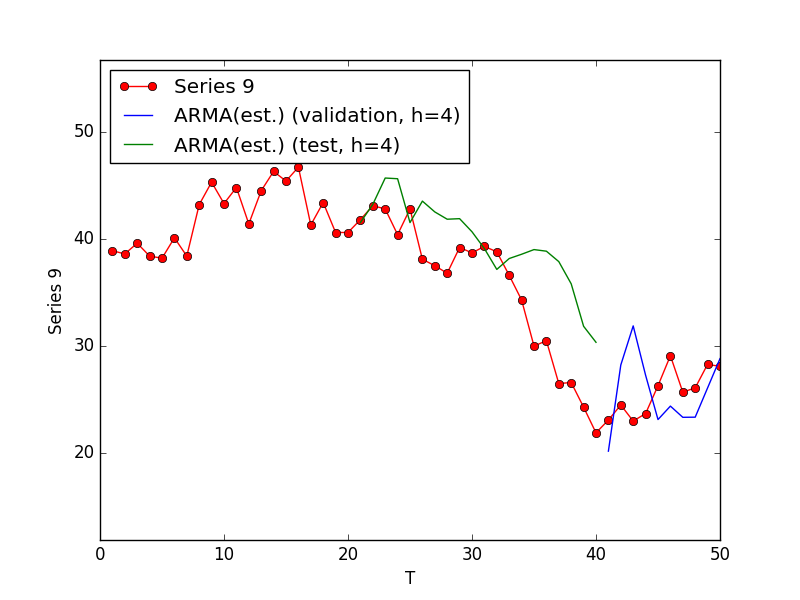 Series 9
ARMA(est.) (validation, h=4)
ARMA(est.) (test, h=4)
50
40
30
20
Series 9
0 10 20 30 40 50
T